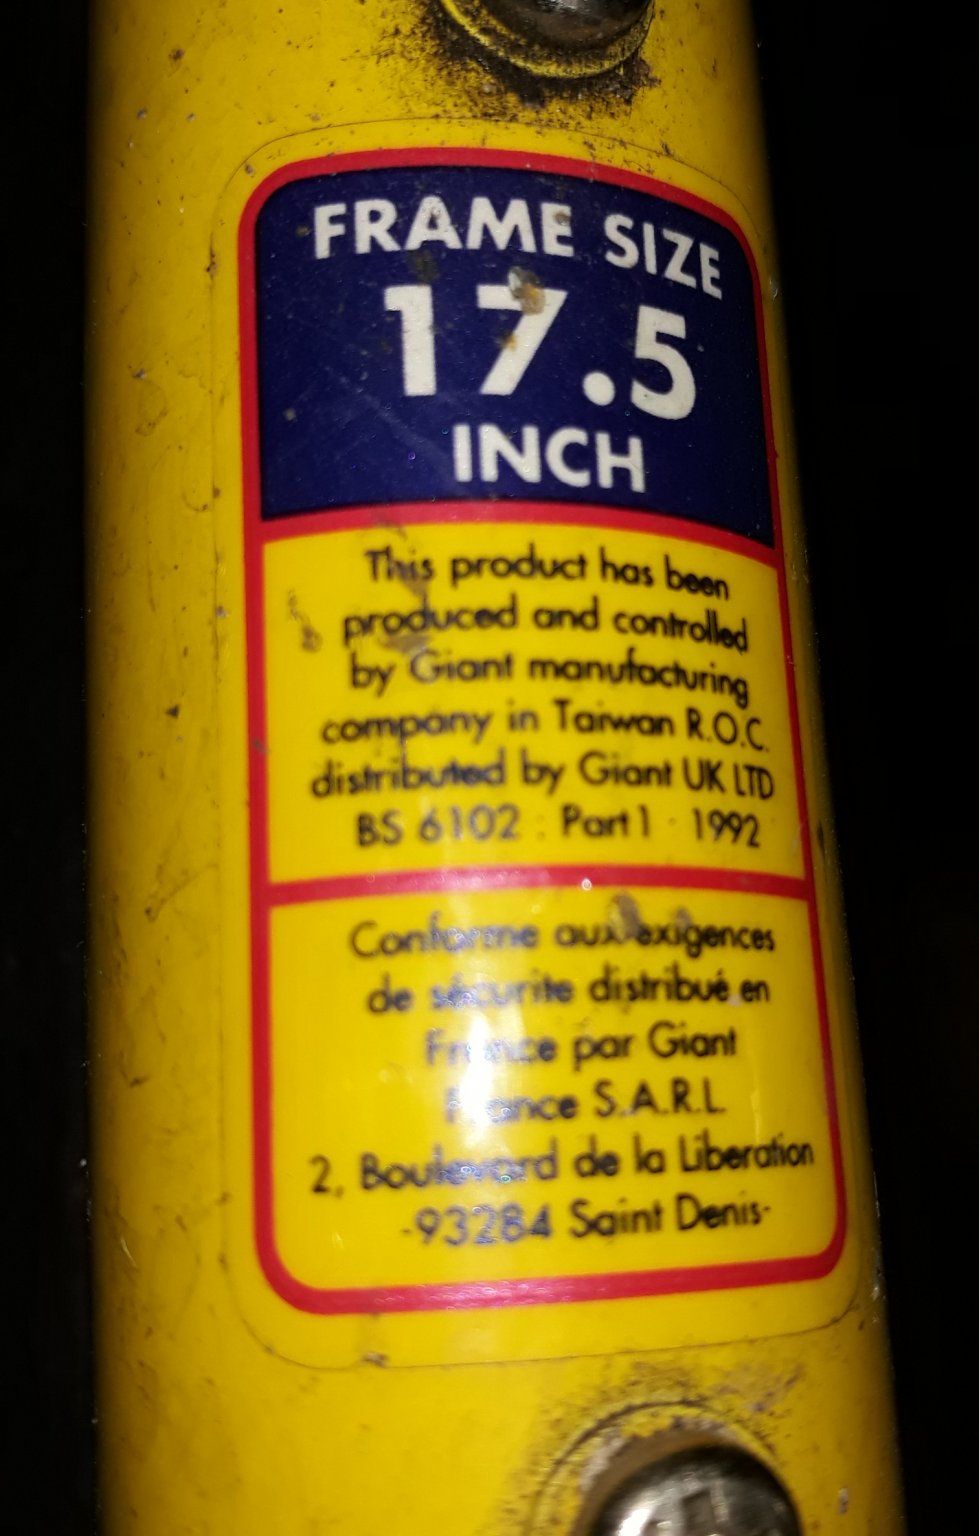 FRAME SIZE
17.5
INCH
This product has been
produced and controlled
by Giant manufacturing
company in Taiwan R.O.C.
distributed by Giant UK LTD
BS 6102 : Part 1 : 1992
Conforme aux exigences
de sécurite distribué en
France par Giant
France S.A.R.L
2, Boulevard de la Liberation
-93284 Saint Denis-